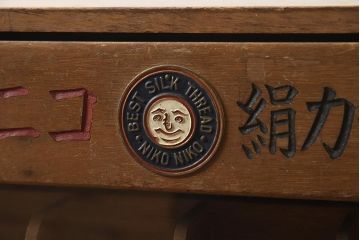 ニコ
BEST SILK THREAD
NIKO NIKO
絹カ